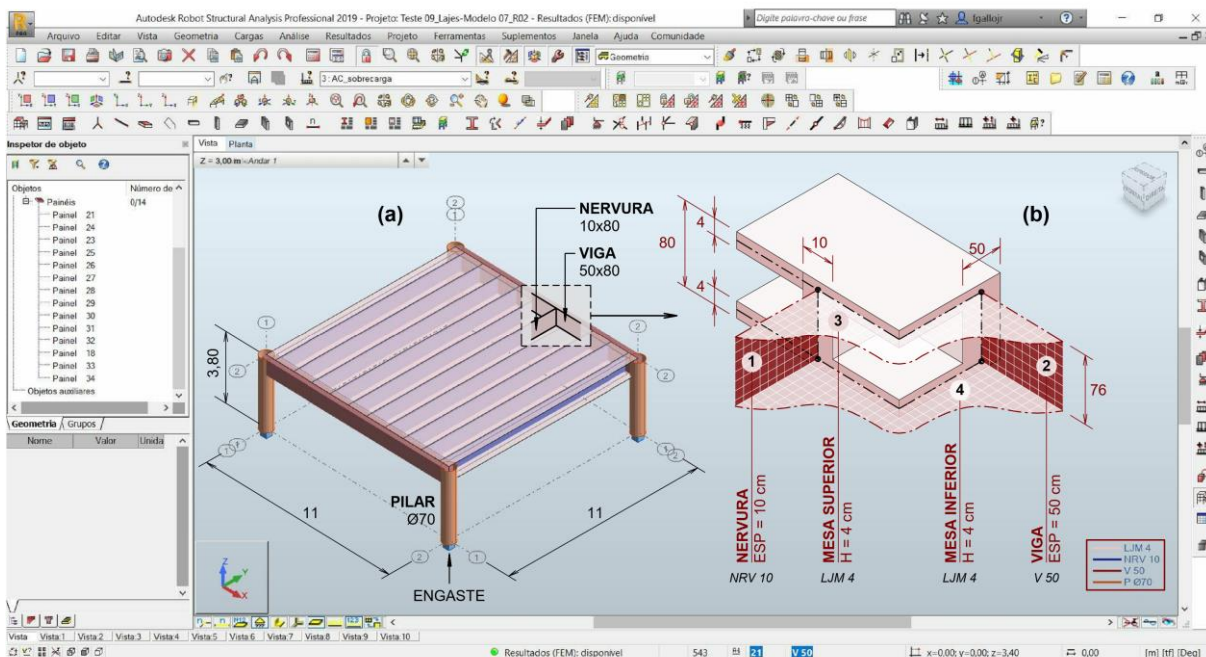 Autodesk Robot Structural Analysis Professional 2019 - Projeto: Teste 09_Lajes-Modelo 07_R02 - Resultados (FEM): disponível
Digite palavra-chave ou frase
lgallojr
Arquivo Editar Vista Geometria Cargas Análise Resultados Projeto Ferramentas Suplementos Janela Ajuda Comunidade
Geometria
3: AC_sobrecarga
Inspetor de objeto
Vista Planta
Z = 3,00 m - Andar 1
Objetos Número de
Painéis 0/14
Painel 21
Painel 24
Painel 23
Painel 25
Painel 26
Painel 27
Painel 28
Painel 29
Painel 30
Painel 31
Painel 32
Painel 18
Painel 33
Painel 34
Objetos auxiliares
Geometria Grupos
Nome Valor Unida
(a)
NERVURA
10x80
VIGA
50x80
3,80
11
11
PILAR
Ø70
ENGASTE
(b)
4
80
4
10
50
76
1
2
3
4
NERVURA
ESP = 10 cm
NRV 10
MESA SUPERIOR
H = 4 cm
LJM 4
MESA INFERIOR
H = 4 cm
LJM 4
VIGA
ESP = 50 cm
V 50
LJM 4
NRV 10
V 50
P Ø70
Vista Vista:1 Vista:2 Vista:3 Vista:4 Vista:5 Vista:6 Vista:7 Vista:8 Vista:9 Vista:10
Resultados (FEM): disponível 543 21 V 50 x=0.00; y=0.00; z=3,40 0,00 [m] [tf] [Deg]